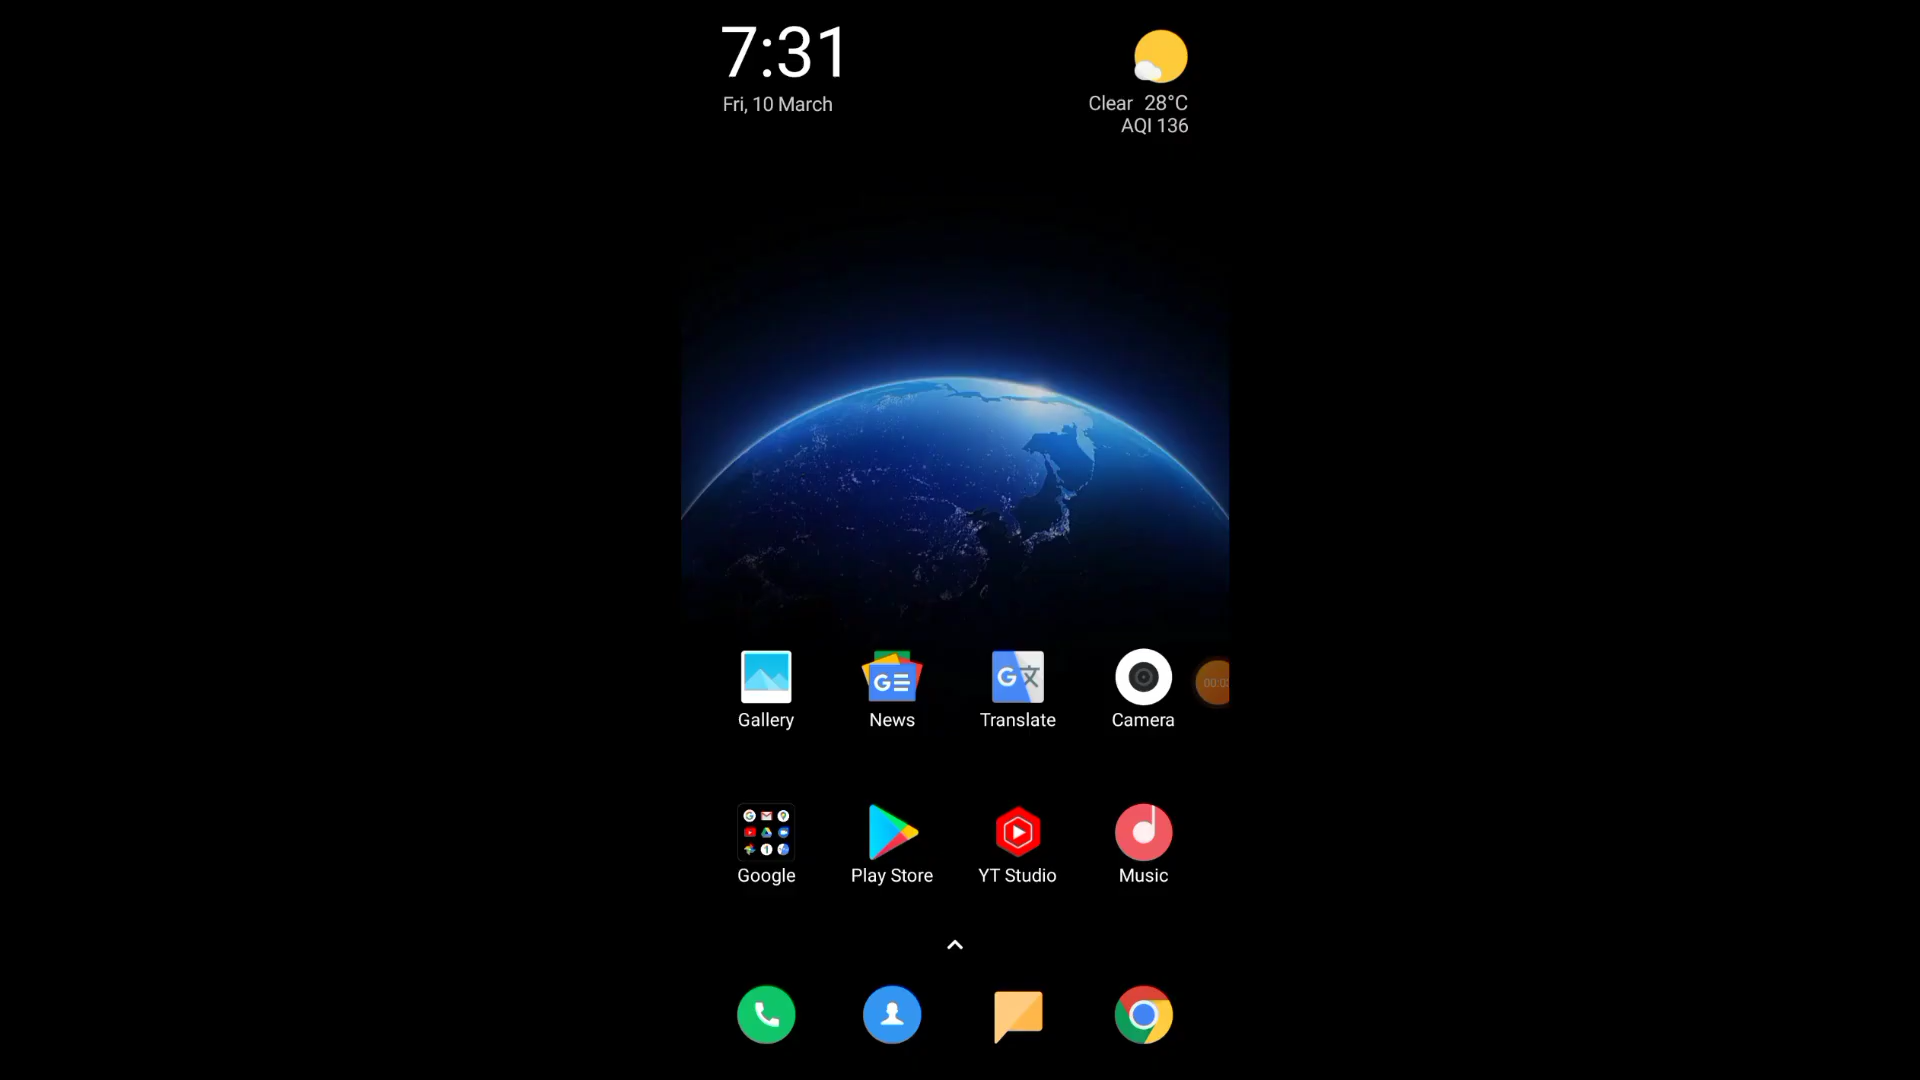 7:31
Fri, 10 March
Clear 28°C
AQI 136
Gallery
News
Translate
Camera
Google
Play Store
YT Studio
Music